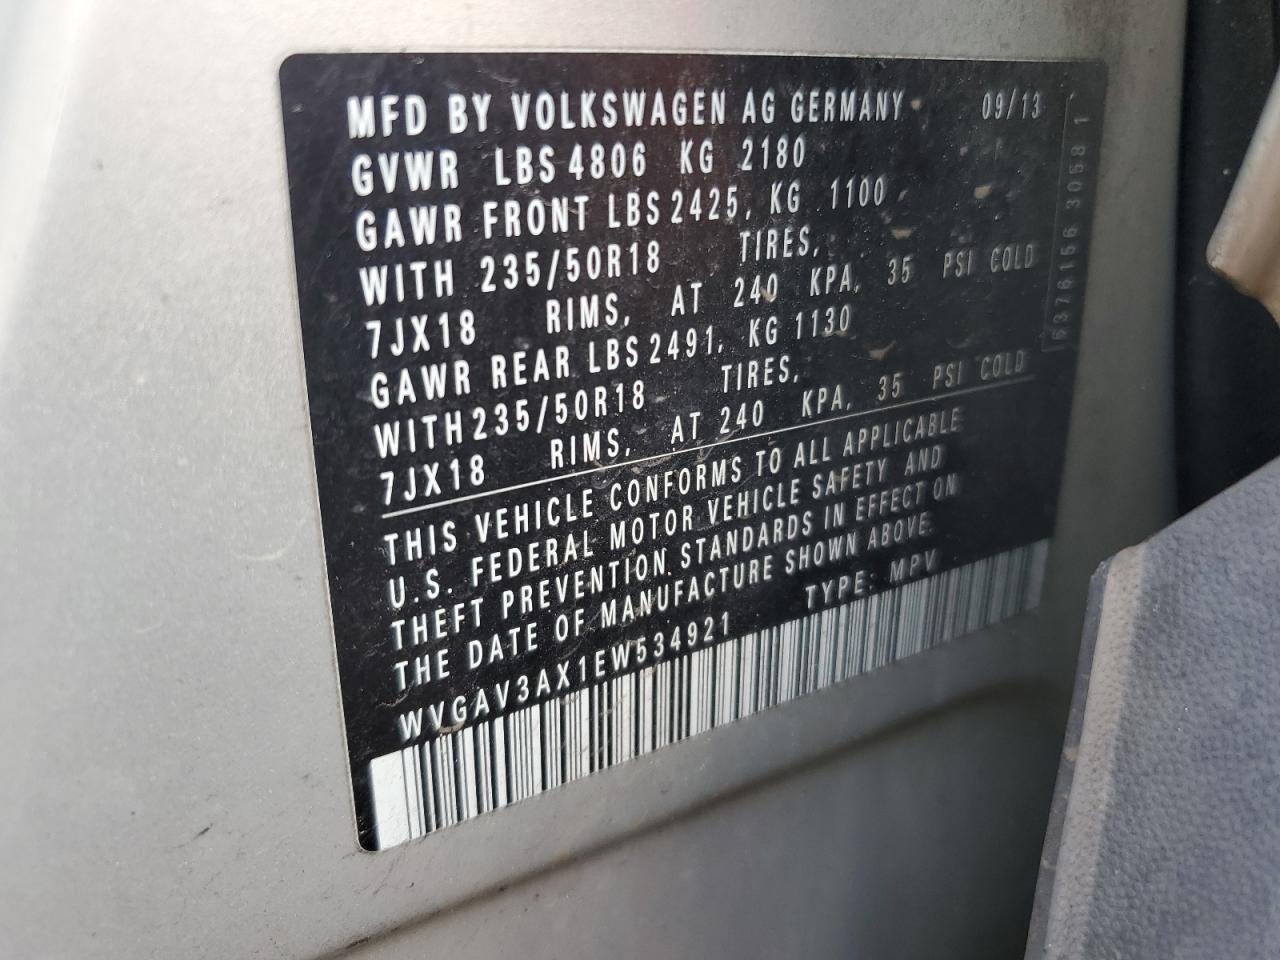 MFD BY VOLKSWAGEN AG GERMANY 09/13
GVWR LBS 4806 KG 2180
GAWR FRONT LBS 2425, KG 1100
WITH 235/50R18 TIRES,
7JX18 RIMS, AT 240 KPA, 35 PSI COLD
GAWR REAR LBS 2491, KG 1130
WITH 235/50R18 TIRES,
7JX18 RIMS, AT 240 KPA, 35 PSI COLD
THIS VEHICLE CONFORMS TO ALL APPLICABLE
U.S. FEDERAL MOTOR VEHICLE SAFETY AND
THEFT PREVENTION STANDARDS IN EFFECT ON
THE DATE OF MANUFACTURE SHOWN ABOVE.
WVGAV3AX1EW534921 TYPE: MPV
6376156 3058 1